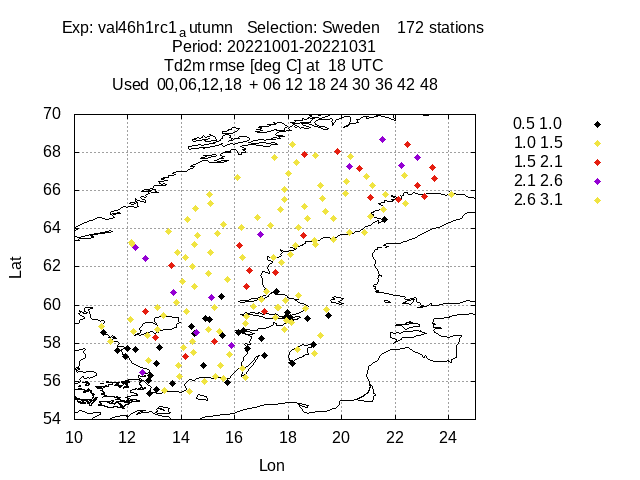 Exp: val46h1rc1_autumn Selection: Sweden 172 stations
Period: 20221001-20221031
Td2m rmse [deg C] at 18 UTC
Used 00,06,12,18 + 06 12 18 24 30 36 42 48
70
68
66
64
62
60
58
56
54
Lat
10 12 14 16 18 20 22 24
Lon
0.5 1.0
1.0 1.5
1.5 2.1
2.1 2.6
2.6 3.1